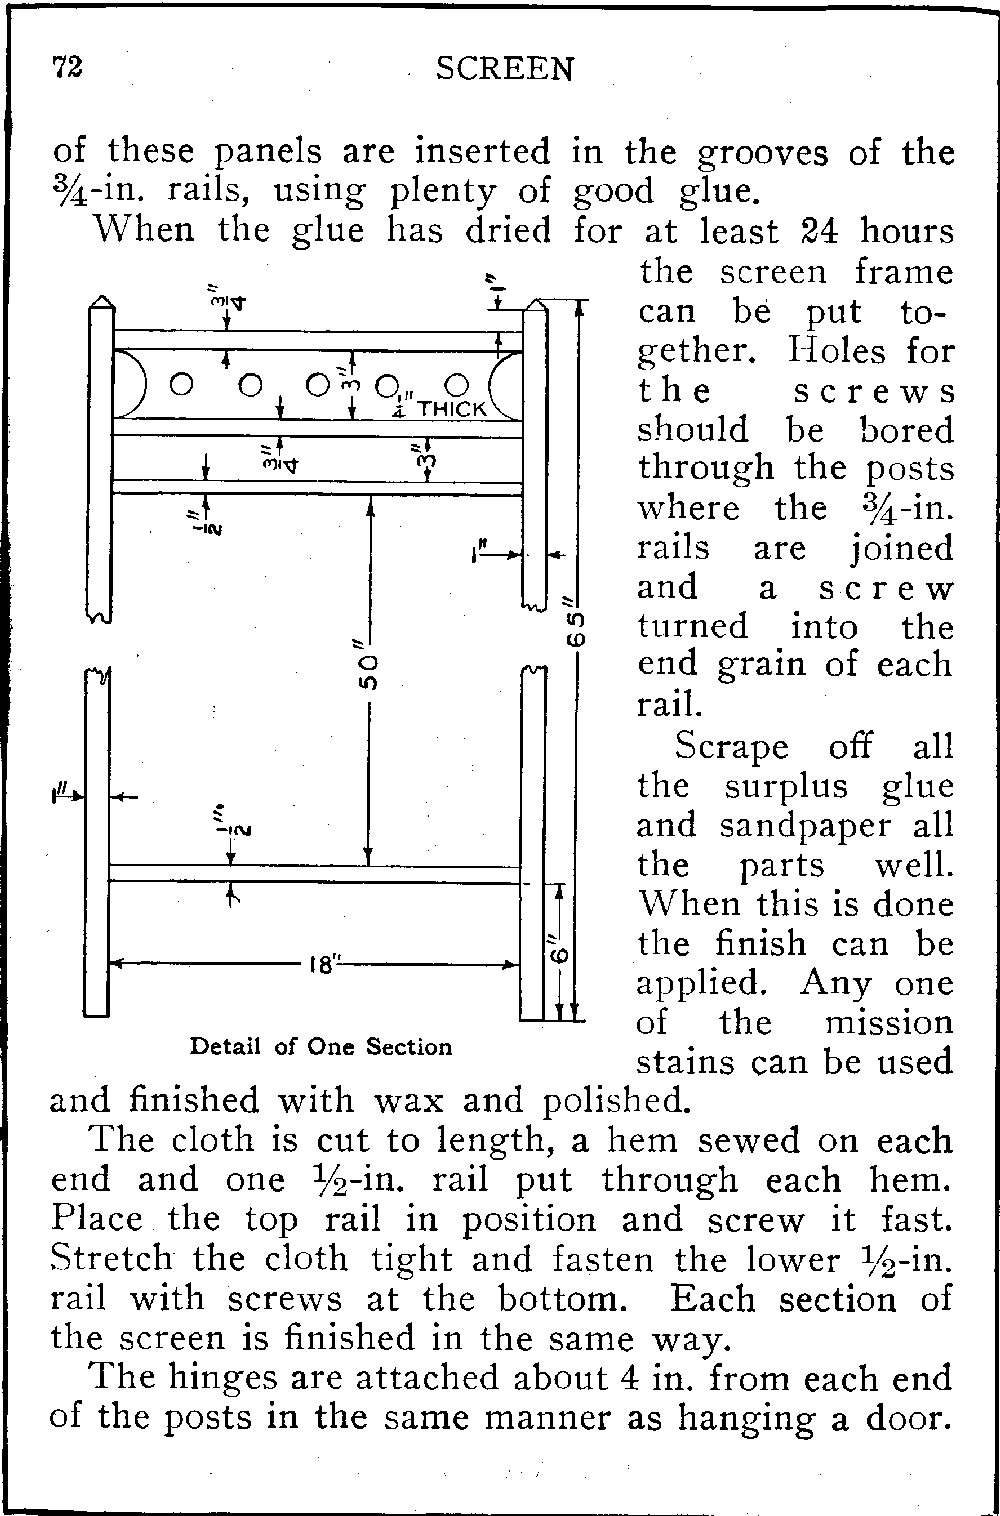 72 SCREEN
of these panels are inserted in the grooves of the
¾-in. rails, using plenty of good glue.
When the glue has dried for at least 24 hours
the screen frame
can be put to-
gether. Holes for
the screws
should be bored
through the posts
where the ¾-in.
rails are joined
and a screw
turned into the
end grain of each
rail.
Scrape off all
the surplus glue
and sandpaper all
the parts well.
When this is done
the finish can be
applied. Any one
of the mission
stains can be used
¾"
1"
3"
¼" THICK
¾"
3"
½"
1"
65"
50"
1"
½"
6"
18"
Detail of One Section
and finished with wax and polished.
The cloth is cut to length, a hem sewed on each
end and one ½-in. rail put through each hem.
Place the top rail in position and screw it fast.
Stretch the cloth tight and fasten the lower ½-in.
rail with screws at the bottom. Each section of
the screen is finished in the same way.
The hinges are attached about 4 in. from each end
of the posts in the same manner as hanging a door.